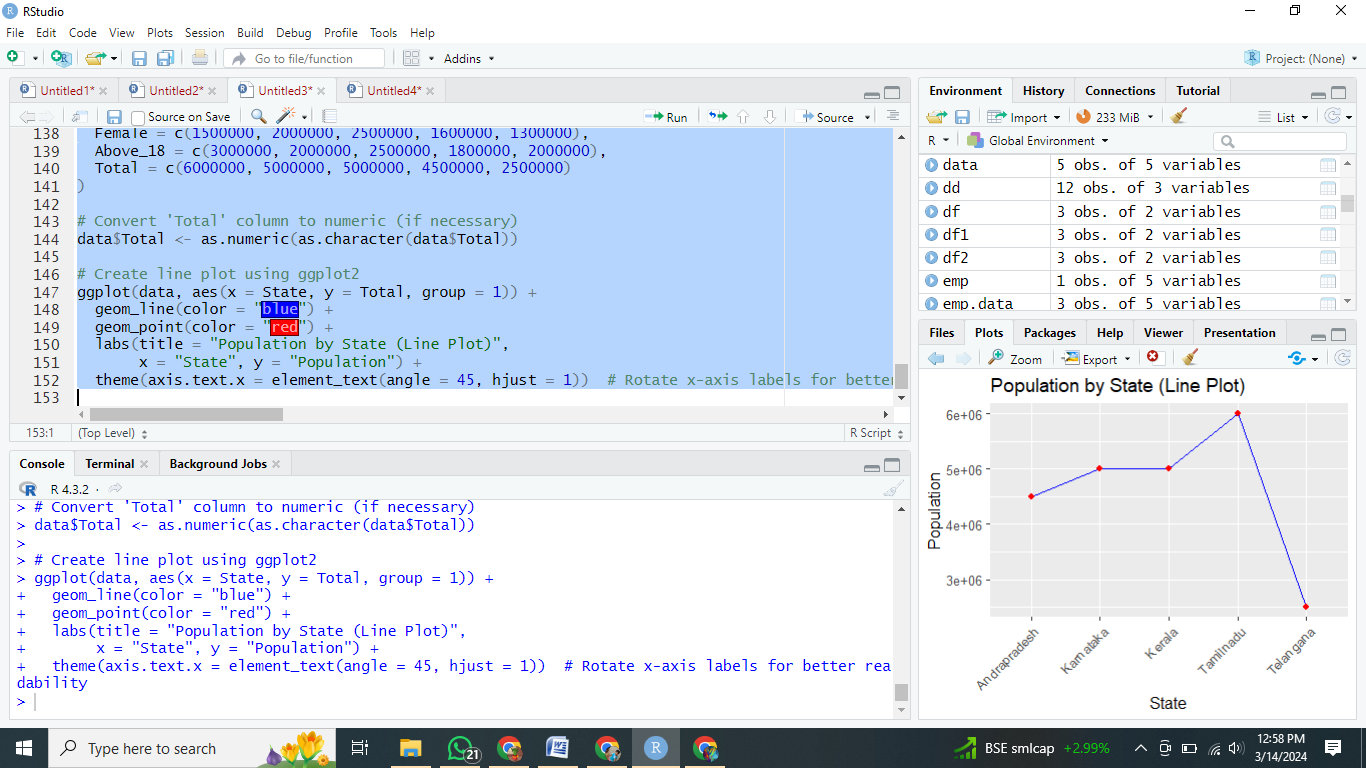 RStudio
File Edit Code View Plots Session Build Debug Profile Tools Help
Go to file/function Addins Project: (None)
Untitled1* Untitled2* Untitled3* Untitled4*
Source on Save Run Source
138 Female = c(1500000, 2000000, 2500000, 1600000, 1300000),
139 Above_18 = c(3000000, 2000000, 2500000, 1800000, 2000000),
140 Total = c(6000000, 5000000, 5000000, 4500000, 2500000)
141 )
142
143 # Convert 'Total' column to numeric (if necessary)
144 data$Total <- as.numeric(as.character(data$Total))
145
146 # Create line plot using ggplot2
147 ggplot(data, aes(x = State, y = Total, group = 1)) +
148 geom_line(color = "blue") +
149 geom_point(color = "red") +
150 labs(title = "Population by State (Line Plot)",
151 x = "State", y = "Population") +
152 theme(axis.text.x = element_text(angle = 45, hjust = 1)) # Rotate x-axis labels for better
153
153:1 (Top Level) R Script
Console Terminal Background Jobs
R 4.3.2 ·
> # Convert 'Total' column to numeric (if necessary)
> data$Total <- as.numeric(as.character(data$Total))
>
> # Create line plot using ggplot2
> ggplot(data, aes(x = State, y = Total, group = 1)) +
+ geom_line(color = "blue") +
+ geom_point(color = "red") +
+ labs(title = "Population by State (Line Plot)",
+ x = "State", y = "Population") +
+ theme(axis.text.x = element_text(angle = 45, hjust = 1)) # Rotate x-axis labels for better rea
dability
>
Environment History Connections Tutorial
Import 233 MiB List
R Global Environment
data 5 obs. of 5 variables
dd 12 obs. of 3 variables
df 3 obs. of 2 variables
df1 3 obs. of 2 variables
df2 3 obs. of 2 variables
emp 1 obs. of 5 variables
emp.data 3 obs. of 5 variables
Files Plots Packages Help Viewer Presentation
Zoom Export
Population by State (Line Plot)
6e+06
5e+06
4e+06
3e+06
Population
Andrapradesh Karnataka Kerala Tamilnadu Telangana
State
Type here to search
21
BSE smlcap +2.99%
12:58 PM
3/14/2024